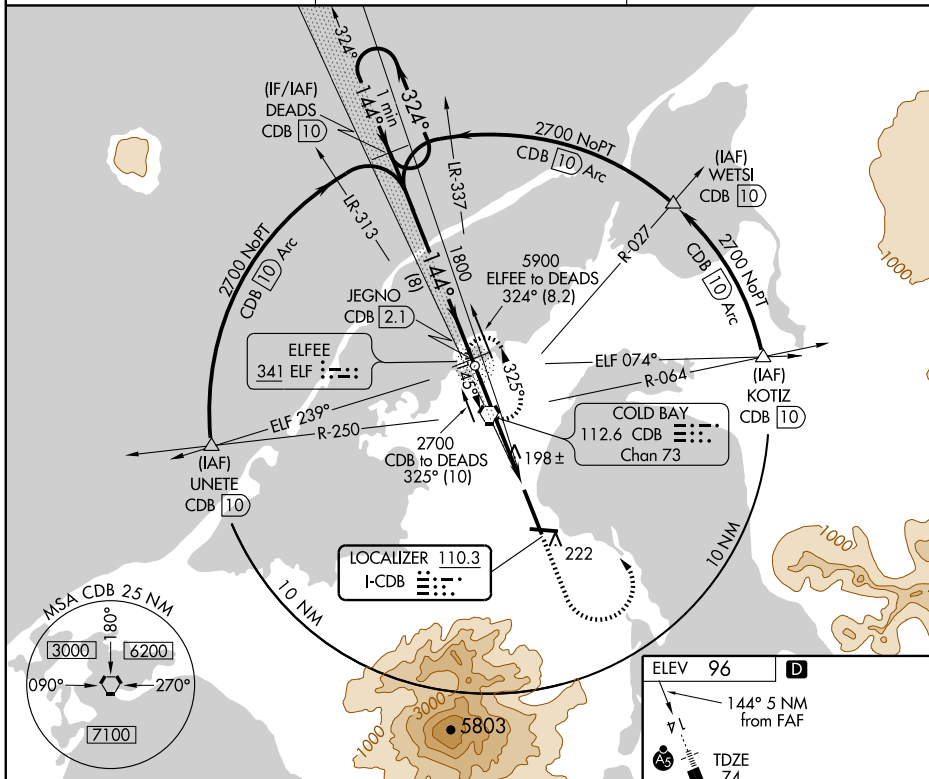 324°
(IF/IAF)
DEADS
CDB 10
144°
1 min
324°
2700 NoPT
CDB 10 Arc
(IAF)
WETSI
CDB 10
LR-313
LR-337
R-027
2700 NoPT
CDB 10 Arc
2700 NoPT
CDB 10 Arc
1800
144°
(8)
5900
ELFEE to DEADS
324° (8.2)
JEGNO
CDB 2.1
ELFEE
341 ELF
325°
145°
ELF 074°
R-064
(IAF)
KOTIZ
CDB 10
ELF 239°
R-250
(IAF)
UNETE
CDB 10
2700
CDB to DEADS
325° (10)
COLD BAY
112.6 CDB
Chan 73
198 ±
LOCALIZER 110.3
I-CDB
222
10 NM
10 NM
1000
1000
1000
3000
5803
MSA CDB 25 NM
180°
3000
6200
090°
270°
7100
ELEV 96 D
144° 5 NM
from FAF
A5
TDZE
74